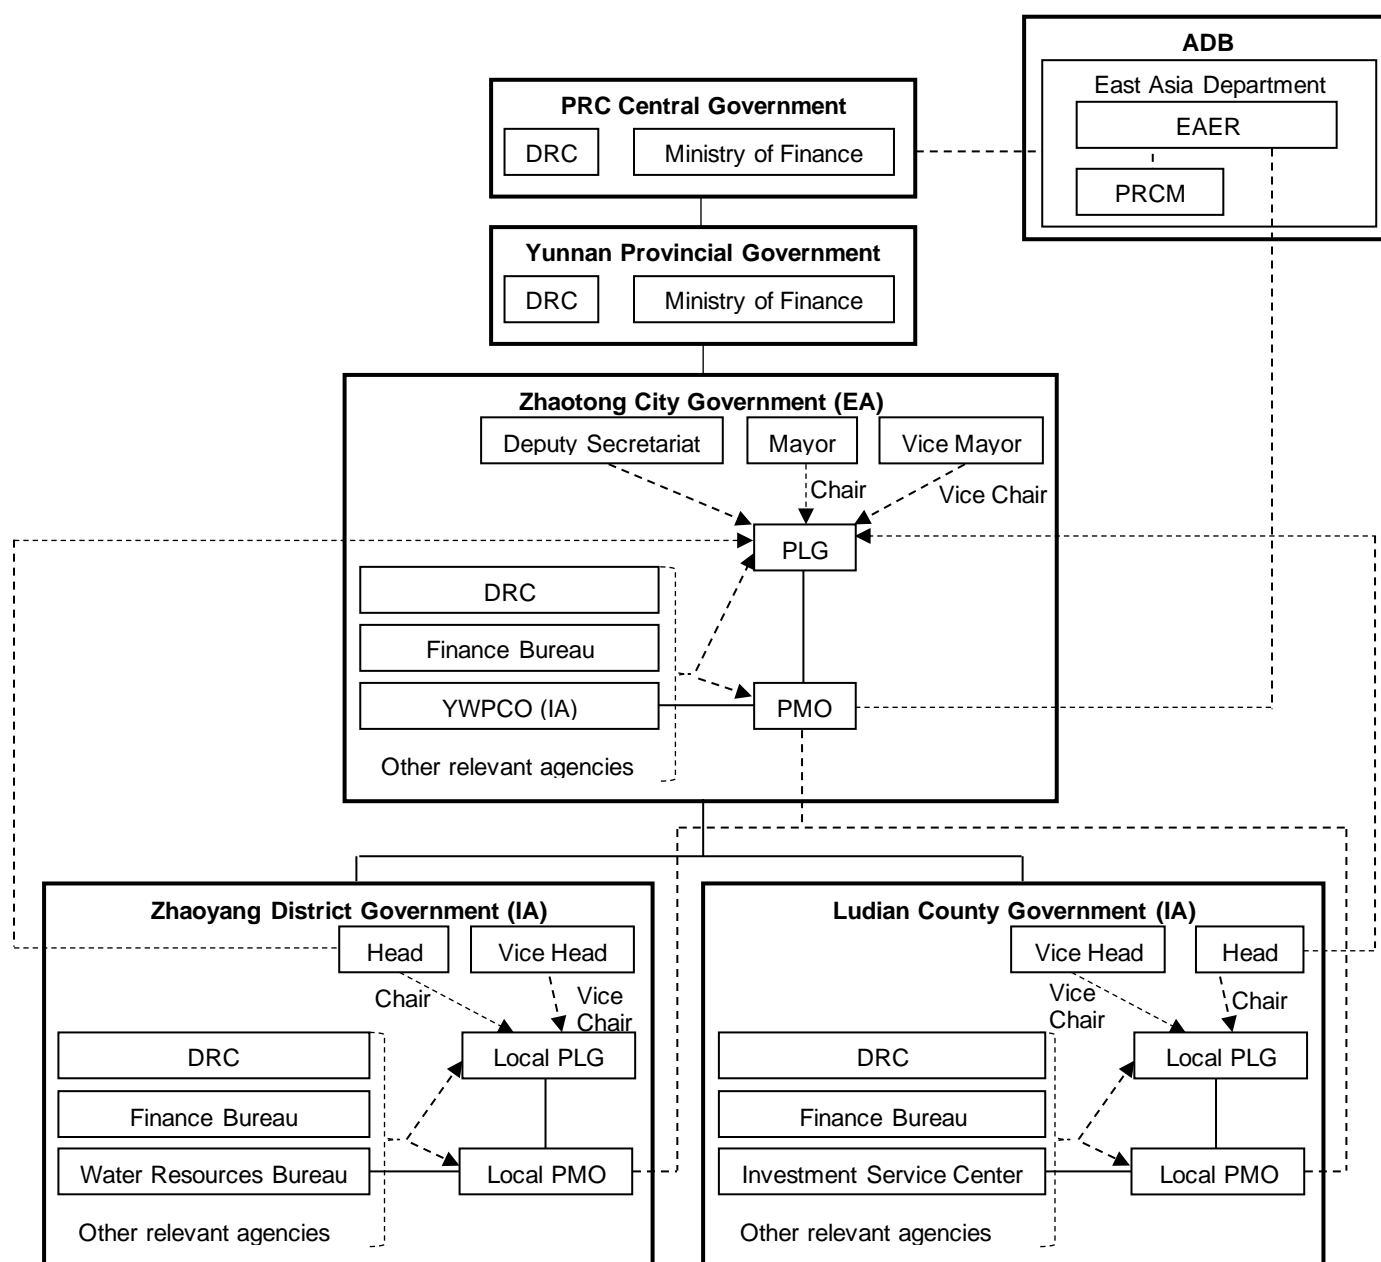 ADB
East Asia Department
EAER
PRCM
PRC Central Government
DRC
Ministry of Finance
Yunnan Provincial Government
DRC
Ministry of Finance
Zhaotong City Government (EA)
Deputy Secretariat
Mayor
Vice Mayor
Chair
Vice Chair
PLG
DRC
Finance Bureau
YWPCO (IA)
PMO
Other relevant agencies
Zhaoyang District Government (IA)
Head
Vice Head
Chair
Vice
Chair
DRC
Local PLG
Finance Bureau
Water Resources Bureau
Local PMO
Other relevant agencies
Ludian County Government (IA)
Vice Head
Head
Vice
Chair
Chair
DRC
Local PLG
Finance Bureau
Investment Service Center
Local PMO
Other relevant agencies